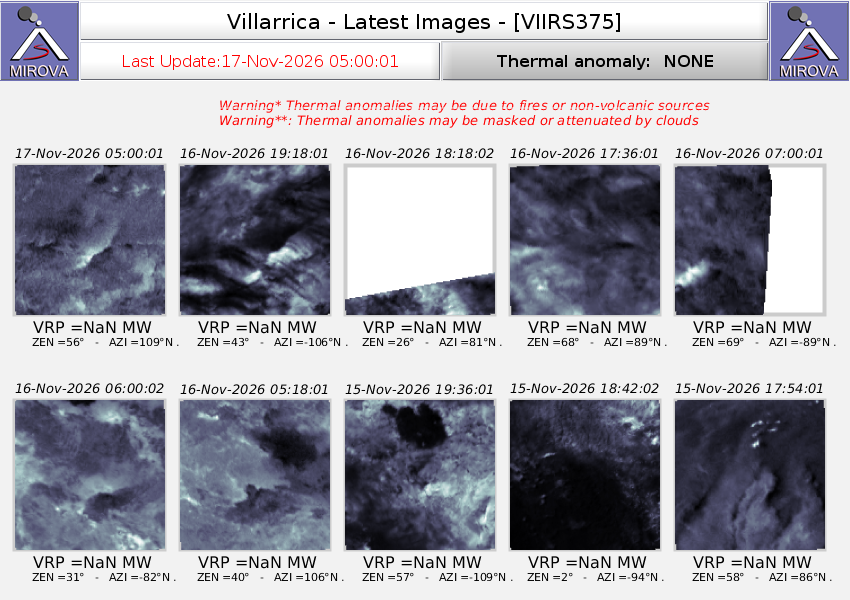 Villarrica - Latest Images - [VIIRS375]
MIROVA
Last Update:17-Nov-2026 05:00:01
Thermal anomaly: NONE
MIROVA
Warning* Thermal anomalies may be due to fires or non-volcanic sources
Warning**: Thermal anomalies may be masked or attenuated by clouds
17-Nov-2026 05:00:01 16-Nov-2026 19:18:01 16-Nov-2026 18:18:02 16-Nov-2026 17:36:01 16-Nov-2026 07:00:01
VRP =NaN MW VRP =NaN MW VRP =NaN MW VRP =NaN MW VRP =NaN MW
ZEN =56° - AZI =109°N . ZEN =43° - AZI =-106°N . ZEN =26° - AZI =81°N . ZEN =68° - AZI =89°N . ZEN =69° - AZI =-89°N .
16-Nov-2026 06:00:02 16-Nov-2026 05:18:01 15-Nov-2026 19:36:01 15-Nov-2026 18:42:02 15-Nov-2026 17:54:01
VRP =NaN MW VRP =NaN MW VRP =NaN MW VRP =NaN MW VRP =NaN MW
ZEN =31° - AZI =-82°N . ZEN =40° - AZI =106°N . ZEN =57° - AZI =-109°N . ZEN =2° - AZI =-94°N . ZEN =58° - AZI =86°N .